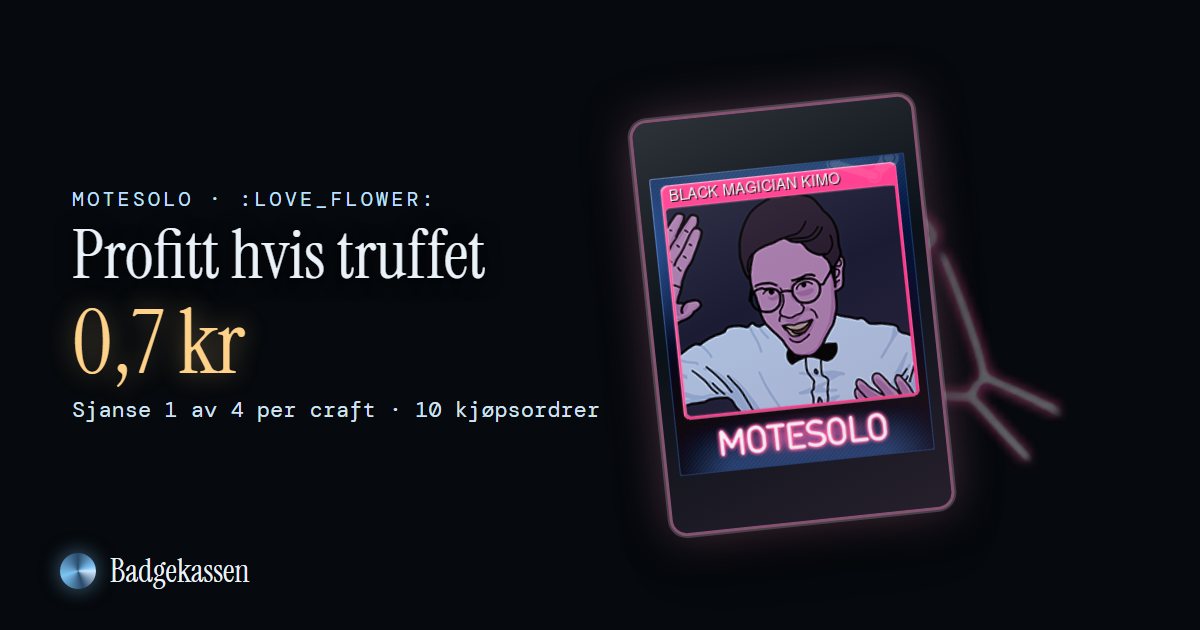 MOTESOLO · :LOVE_FLOWER:
Profitt hvis truffet
0,7 kr
Sjanse 1 av 4 per craft · 10 kjøpsordrer
BLACK MAGICIAN KIMO
MOTESOLO
Badgekassen